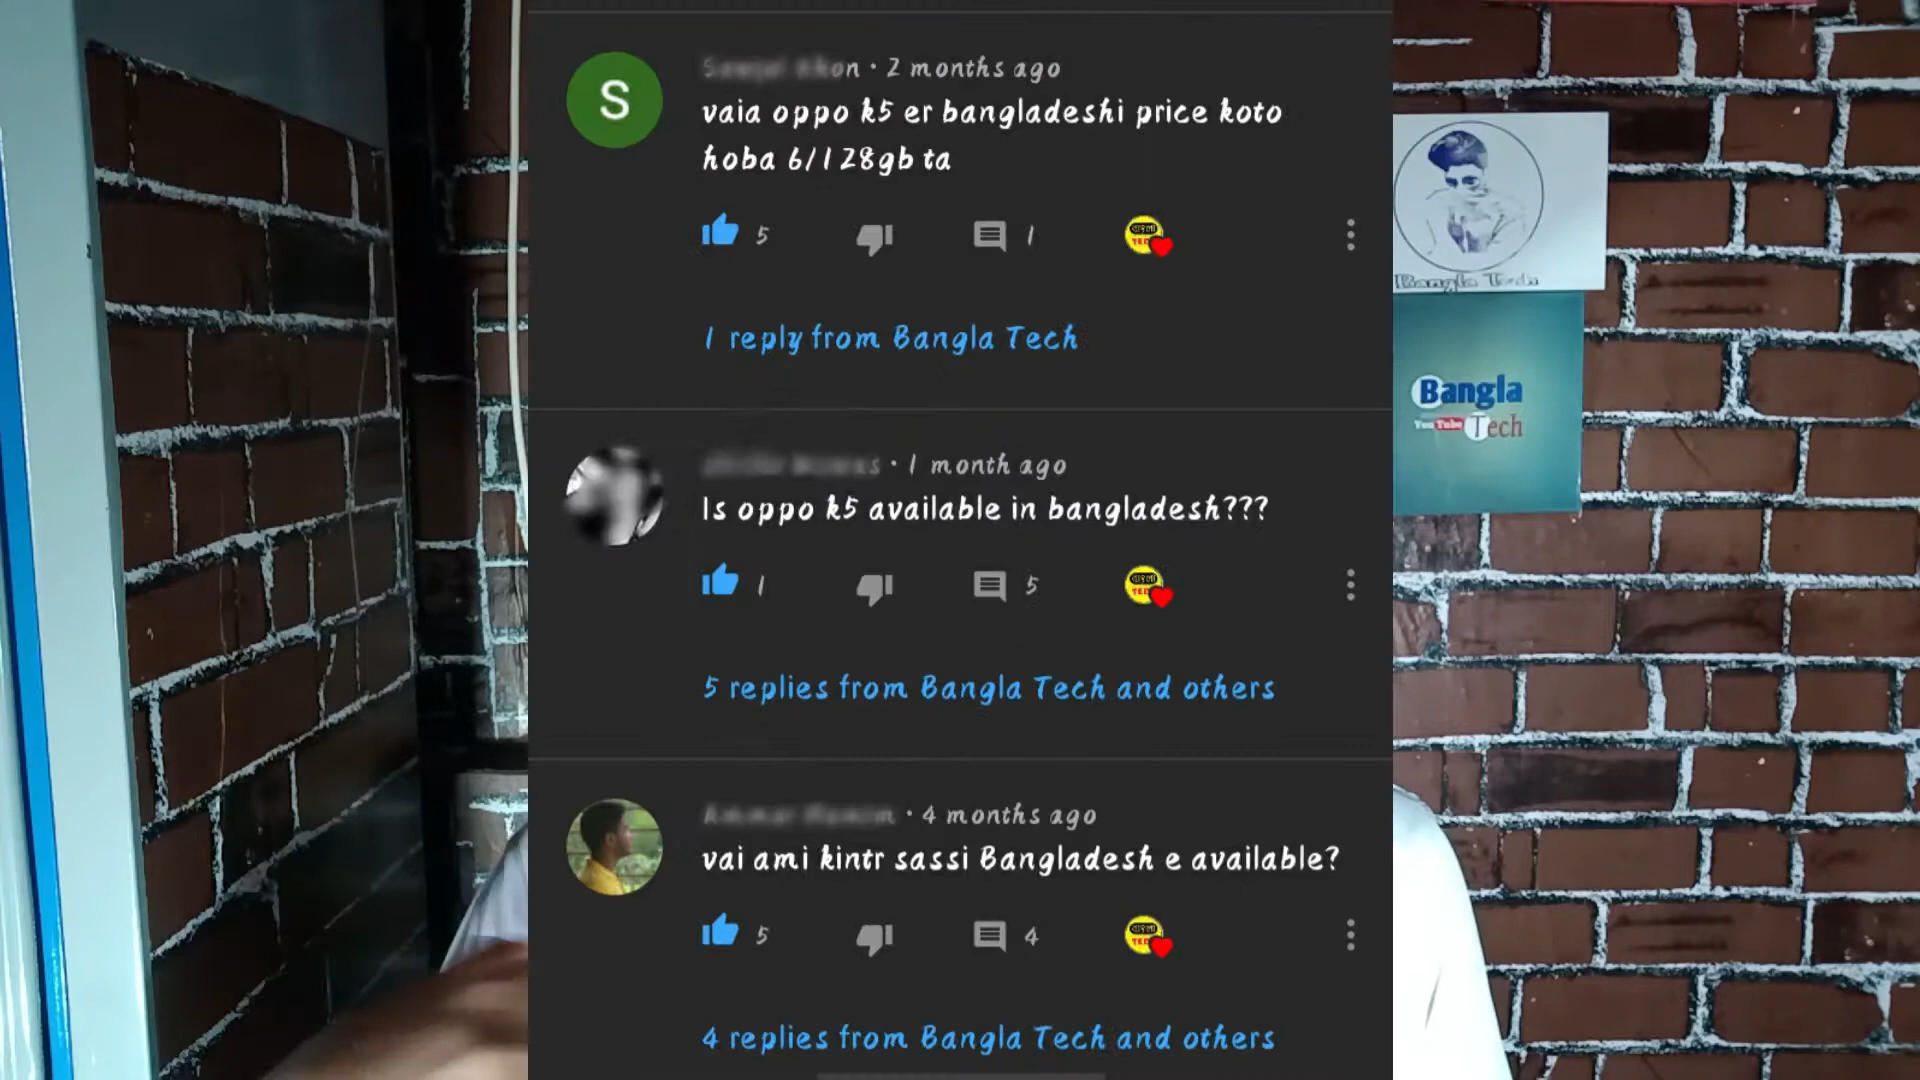 · 2 months ago
vaia oppo k5 er bangladeshi price koto
hoba 6/128gb ta
S
5
1
বাংলা
1 reply from Bangla Tech
· 1 month ago
Is oppo k5 available in bangladesh???
1
5
বাংলা
5 replies from Bangla Tech and others
· 4 months ago
vai ami kintr sassi Bangladesh e available?
5
4
বাংলা
4 replies from Bangla Tech and others
Bangla Tech
Bangla
YouTube Tech